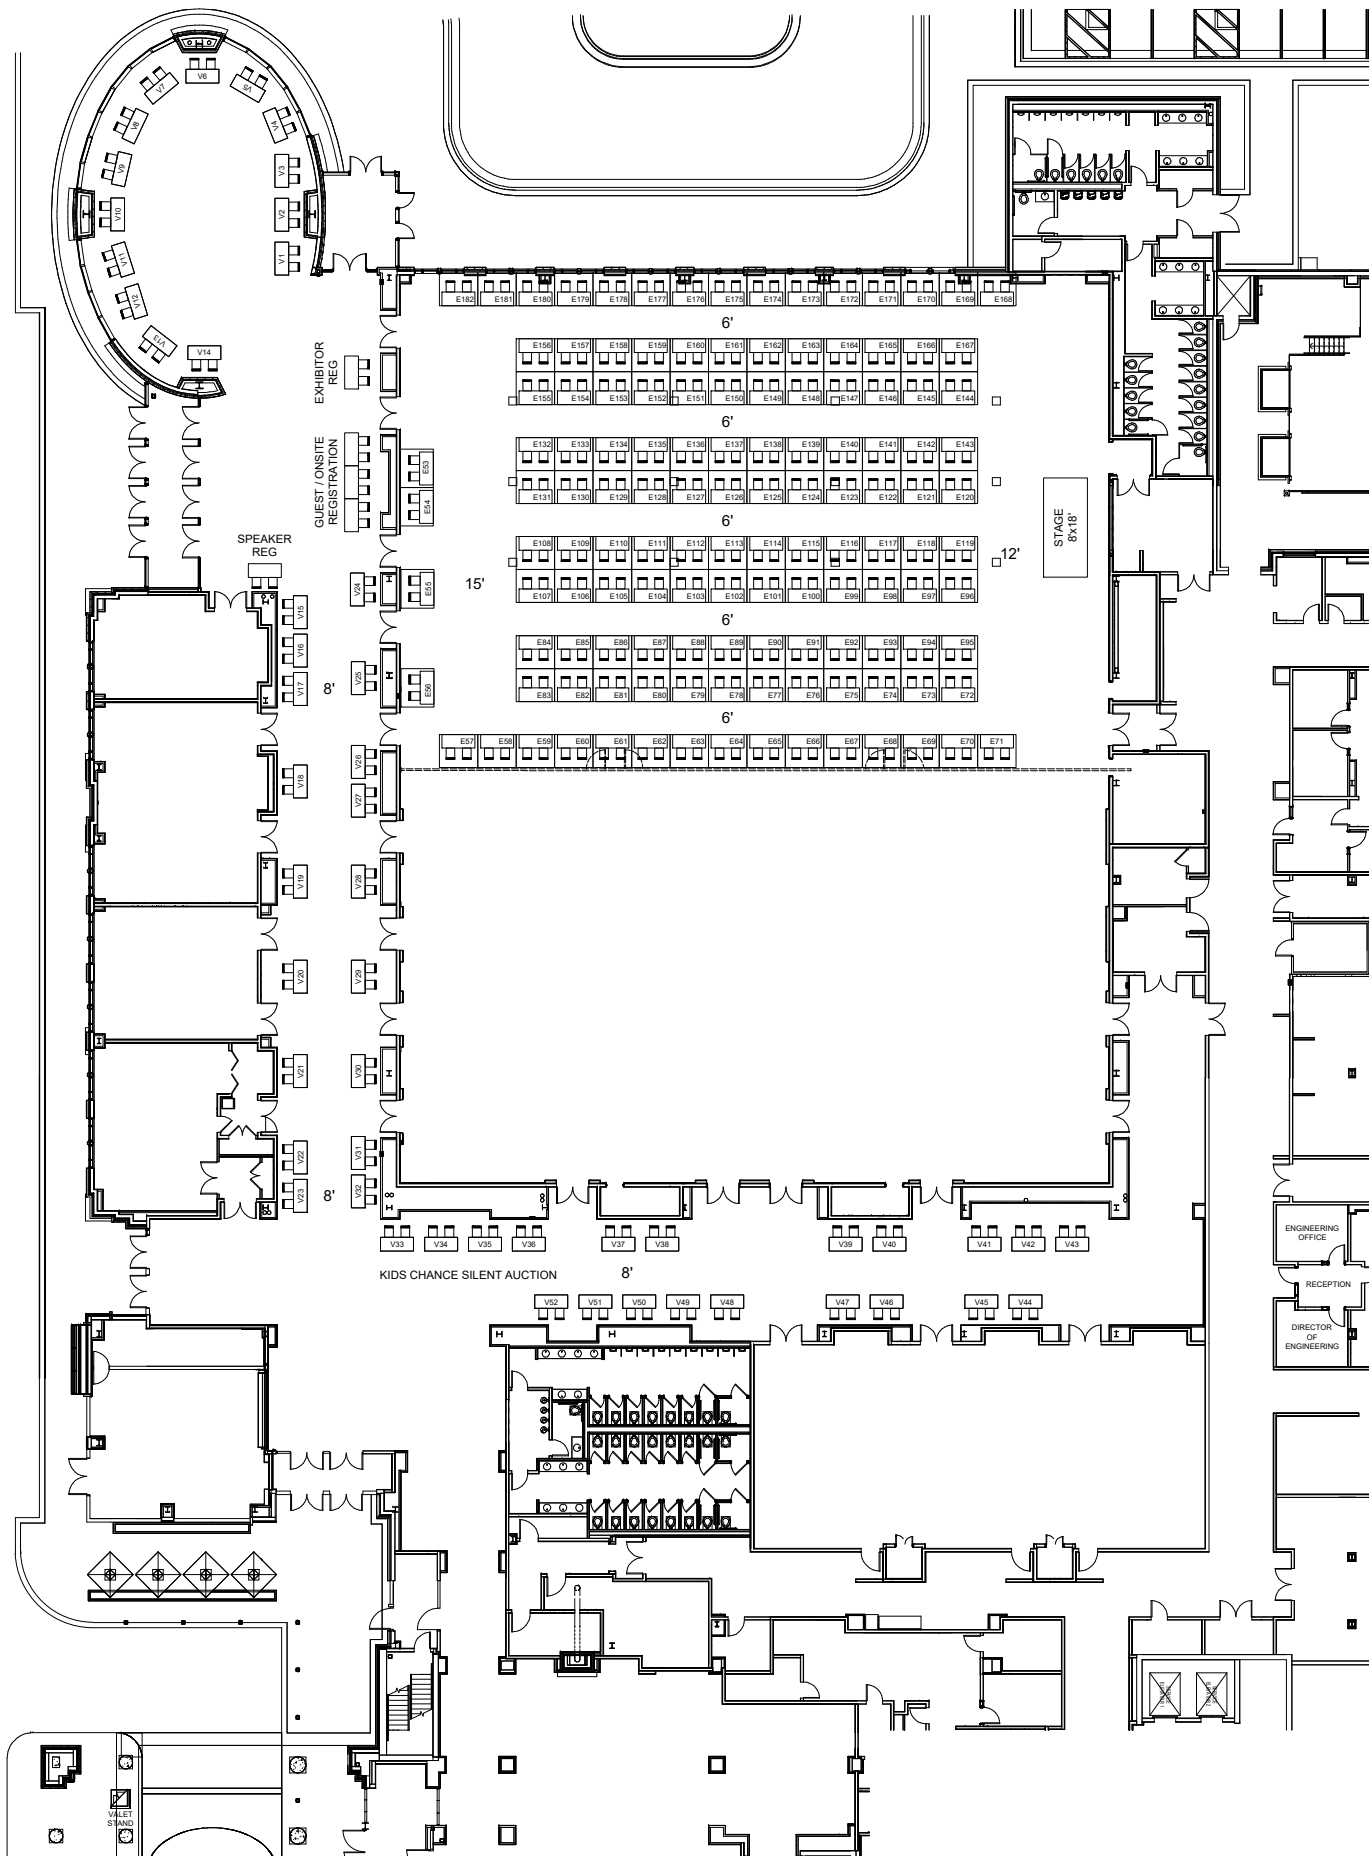 V6
V7
V5
V8
V4
V9
V3
V10
V2
V11
V1
V12
V13
V14
E182 E181 E180 E179 E178 E177 E176 E175 E174 E173 E172 E171 E170 E169 E168
6'
E156 E157 E158 E159 E160 E161 E162 E163 E164 E165 E166 E167
EXHIBITOR
REG
E155 E154 E153 E152 E151 E150 E149 E148 E147 E146 E145 E144
6'
E132 E133 E134 E135 E136 E137 E138 E139 E140 E141 E142 E143
GUEST / ONSITE
REGISTRATION
E53
E54
E131 E130 E129 E128 E127 E126 E125 E124 E123 E122 E121 E120
6'
STAGE
8'x18'
SPEAKER
REG
E108 E109 E110 E111 E112 E113 E114 E115 E116 E117 E118 E119
12'
V24
E55
15'
E107 E106 E105 E104 E103 E102 E101 E100 E99 E98 E97 E96
V15
6'
V16
E84 E85 E86 E87 E88 E89 E90 E91 E92 E93 E94 E95
V17
8'
V25
E56
E83 E82 E81 E80 E79 E78 E77 E76 E75 E74 E73 E72
6'
E57 E58 E59 E60 E61 E62 E63 E64 E65 E66 E67 E68 E69 E70 E71
V26
V18
V27
V19
V28
V20
V29
V21
V30
V31
V22
V23
8'
V32
V33 V34 V35 V36 V37 V38 V39 V40 V41 V42 V43
KIDS CHANCE SILENT AUCTION
8'
V52 V51 V50 V49 V48 V47 V46 V45 V44
ENGINEERING
OFFICE
RECEPTION
DIRECTOR
OF
ENGINEERING
VALET
STAND